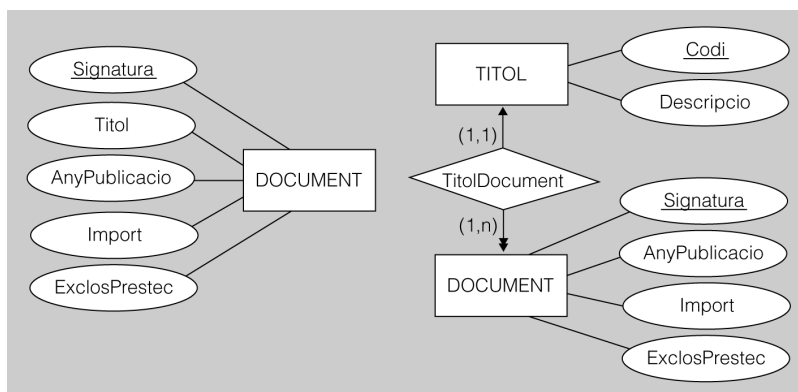 Signatura
Titol
AnyPublicacio
Import
ExclosPrestec
DOCUMENT
TITOL
Codi
Descripcio
(1,1)
TitolDocument
(1,n)
DOCUMENT
Signatura
AnyPublicacio
Import
ExclosPrestec